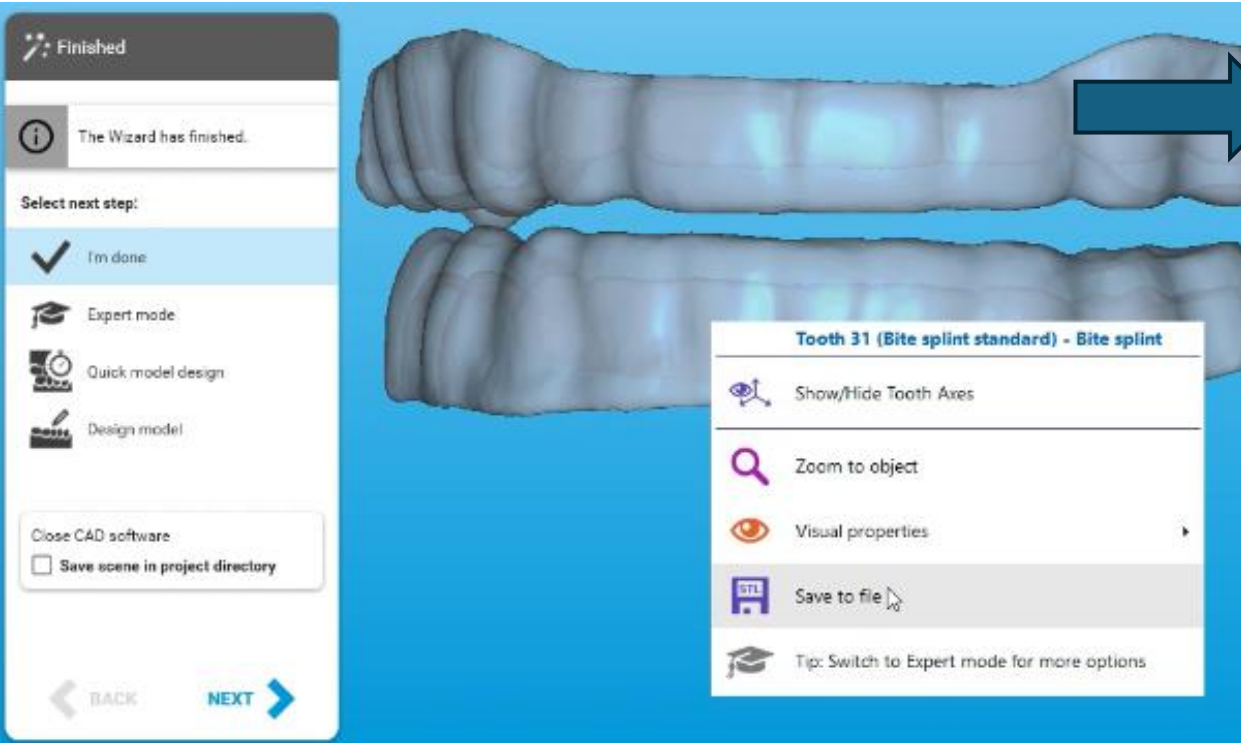 Finished
The Wizard has finished.
Select next step:
I'm done
Expert mode
Quick model design
Design model
Close CAD software
Save scene in project directory
BACK
NEXT
Tooth 31 (Bite splint standard) - Bite splint
Show/Hide Tooth Axes
Zoom to object
Visual properties
STL
Save to file
Tip: Switch to Expert mode for more options